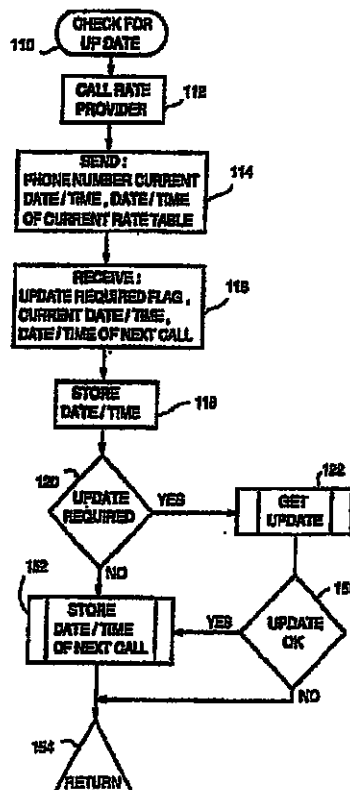 CHECK FOR
UP DATE
110
CALL RATE
PROVIDER
112
SEND:
PHONE NUMBER CURRENT
DATE / TIME, DATE / TIME
OF CURRENT RATE TABLE
114
RECEIVE:
UPDATE REQUIRED FLAG,
CURRENT DATE / TIME,
DATE / TIME OF NEXT CALL
116
STORE
DATE / TIME
118
120
UPDATE
REQUIRED
YES
122
GET
UPDATE
NO
152
STORE
DATE / TIME
OF NEXT CALL
YES
UPDATE
OK
NO
154
RETURN